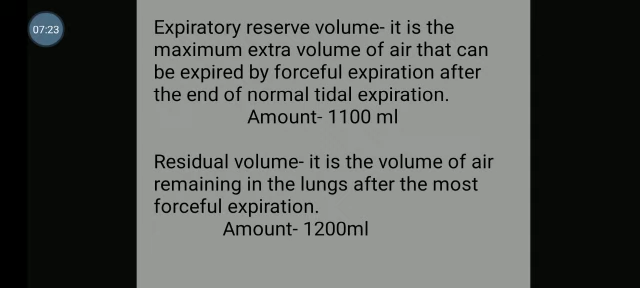 07:23
Expiratory reserve volume- it is the
maximum extra volume of air that can
be expired by forceful expiration after
the end of normal tidal expiration.
Amount- 1100 ml
Residual volume- it is the volume of air
remaining in the lungs after the most
forceful expiration.
Amount- 1200ml